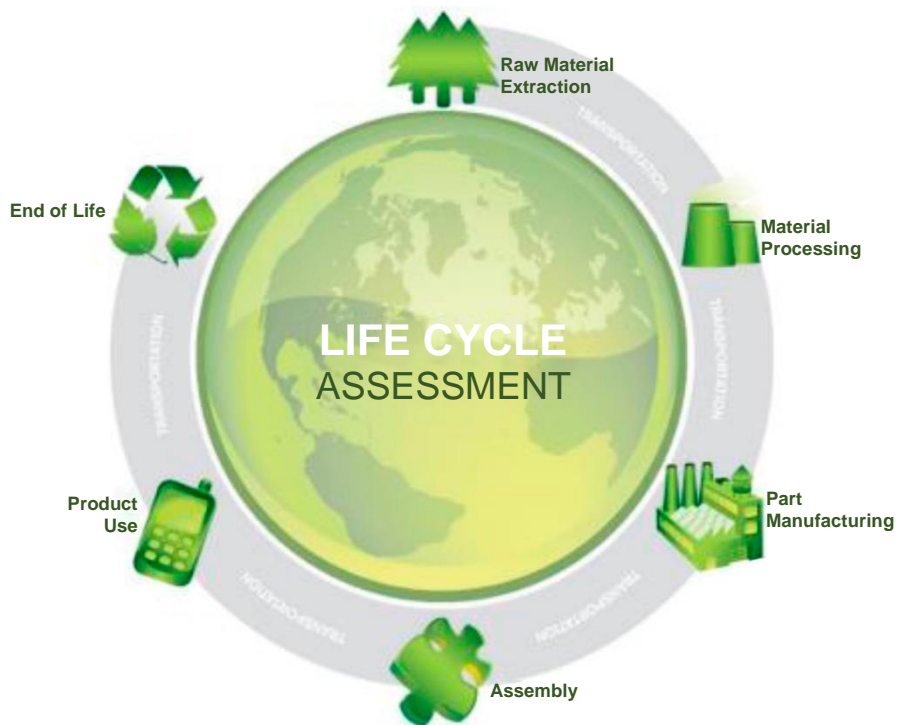 Raw Material
Extraction
TRANSPORTATION
Material
Processing
TRANSPORTATION
Part
Manufacturing
TRANSPORTATION
Assembly
TRANSPORTATION
Product
Use
TRANSPORTATION
End of Life
LIFE CYCLE
ASSESSMENT